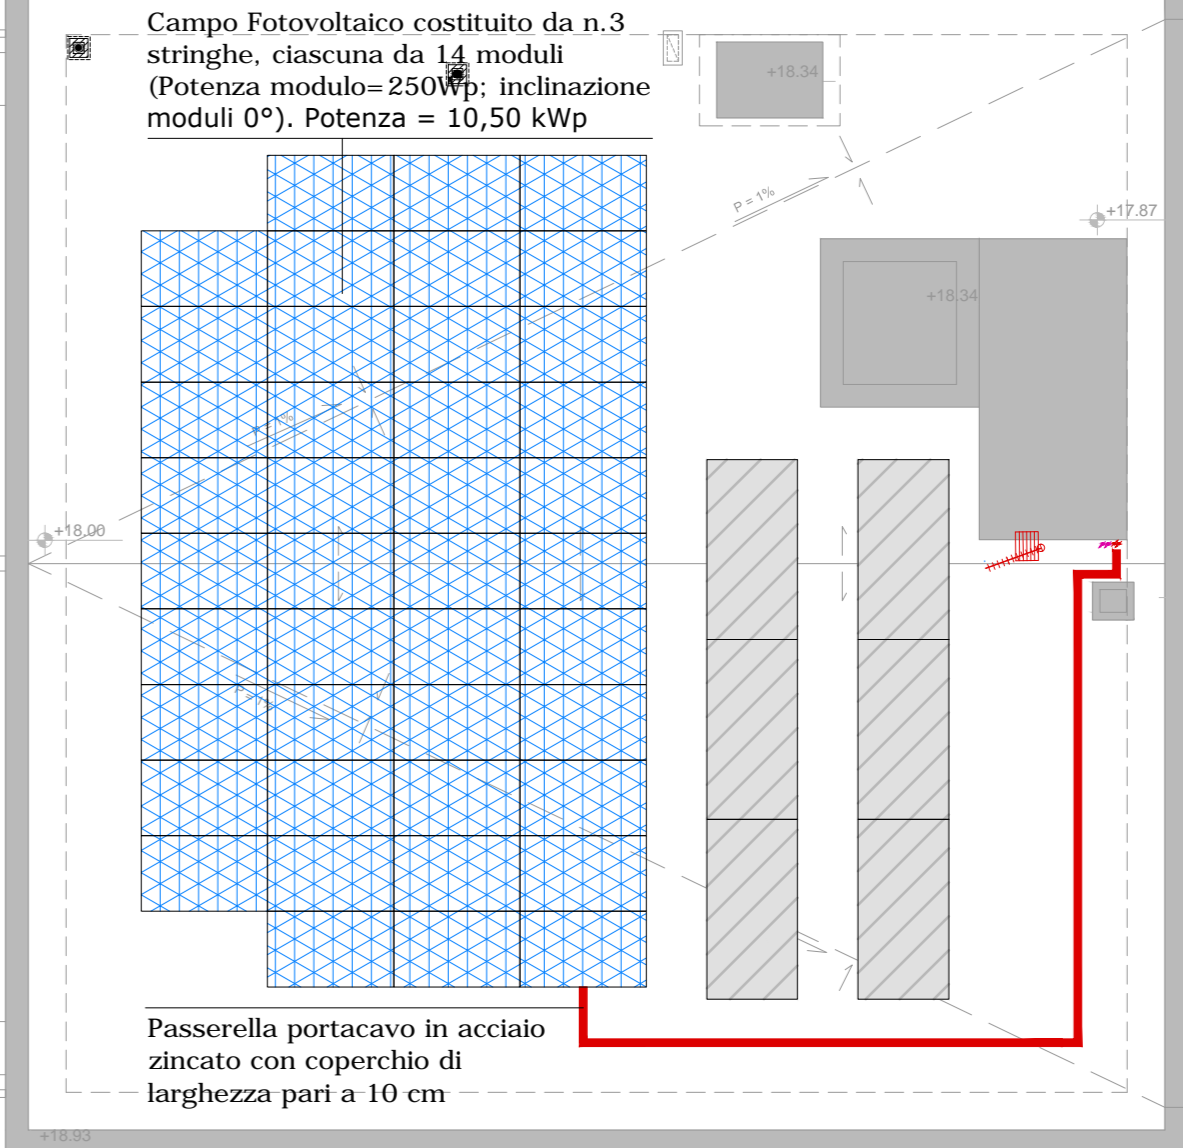 Campo Fotovoltaico costituito da n.3
stringhe, ciascuna da 14 moduli
(Potenza modulo=250Wp; inclinazione
moduli 0°). Potenza = 10,50 kWp
+18.34
P = 1%
+17.87
+18.34
P = 1%
+18.00
P = 1%
Passerella portacavo in acciaio
zincato con coperchio di
larghezza pari a 10 cm
+18.93